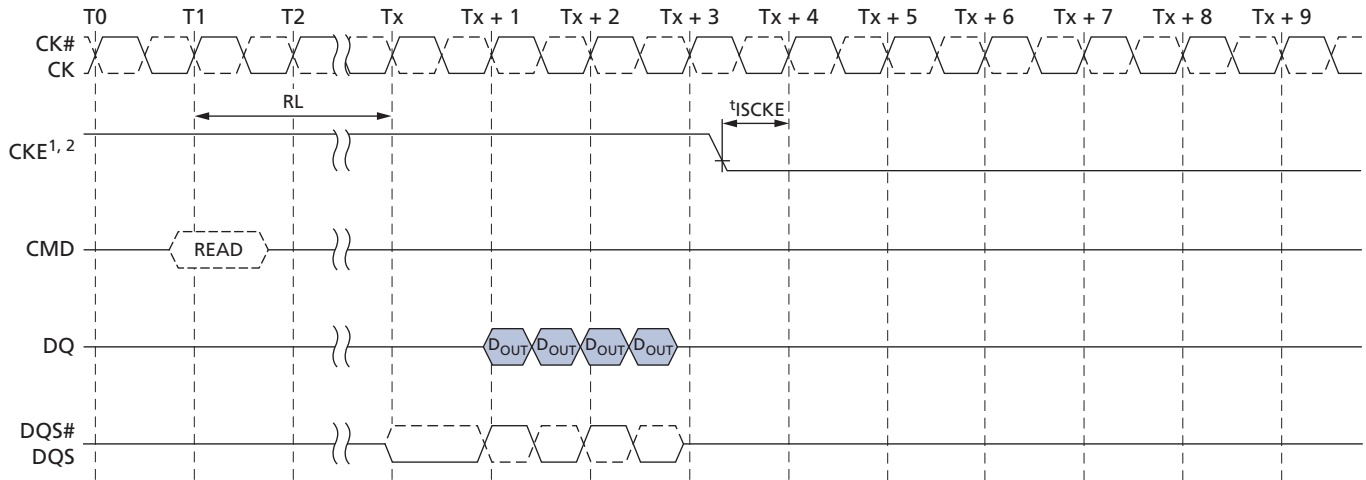 T0 T1 T2 Tx Tx + 1 Tx + 2 Tx + 3 Tx + 4 Tx + 5 Tx + 6 Tx + 7 Tx + 8 Tx + 9
CK#
CK
RL
tISCKE
CKE1, 2
CMD
READ
DQ
DOUT DOUT DOUT DOUT
DQS#
DQS